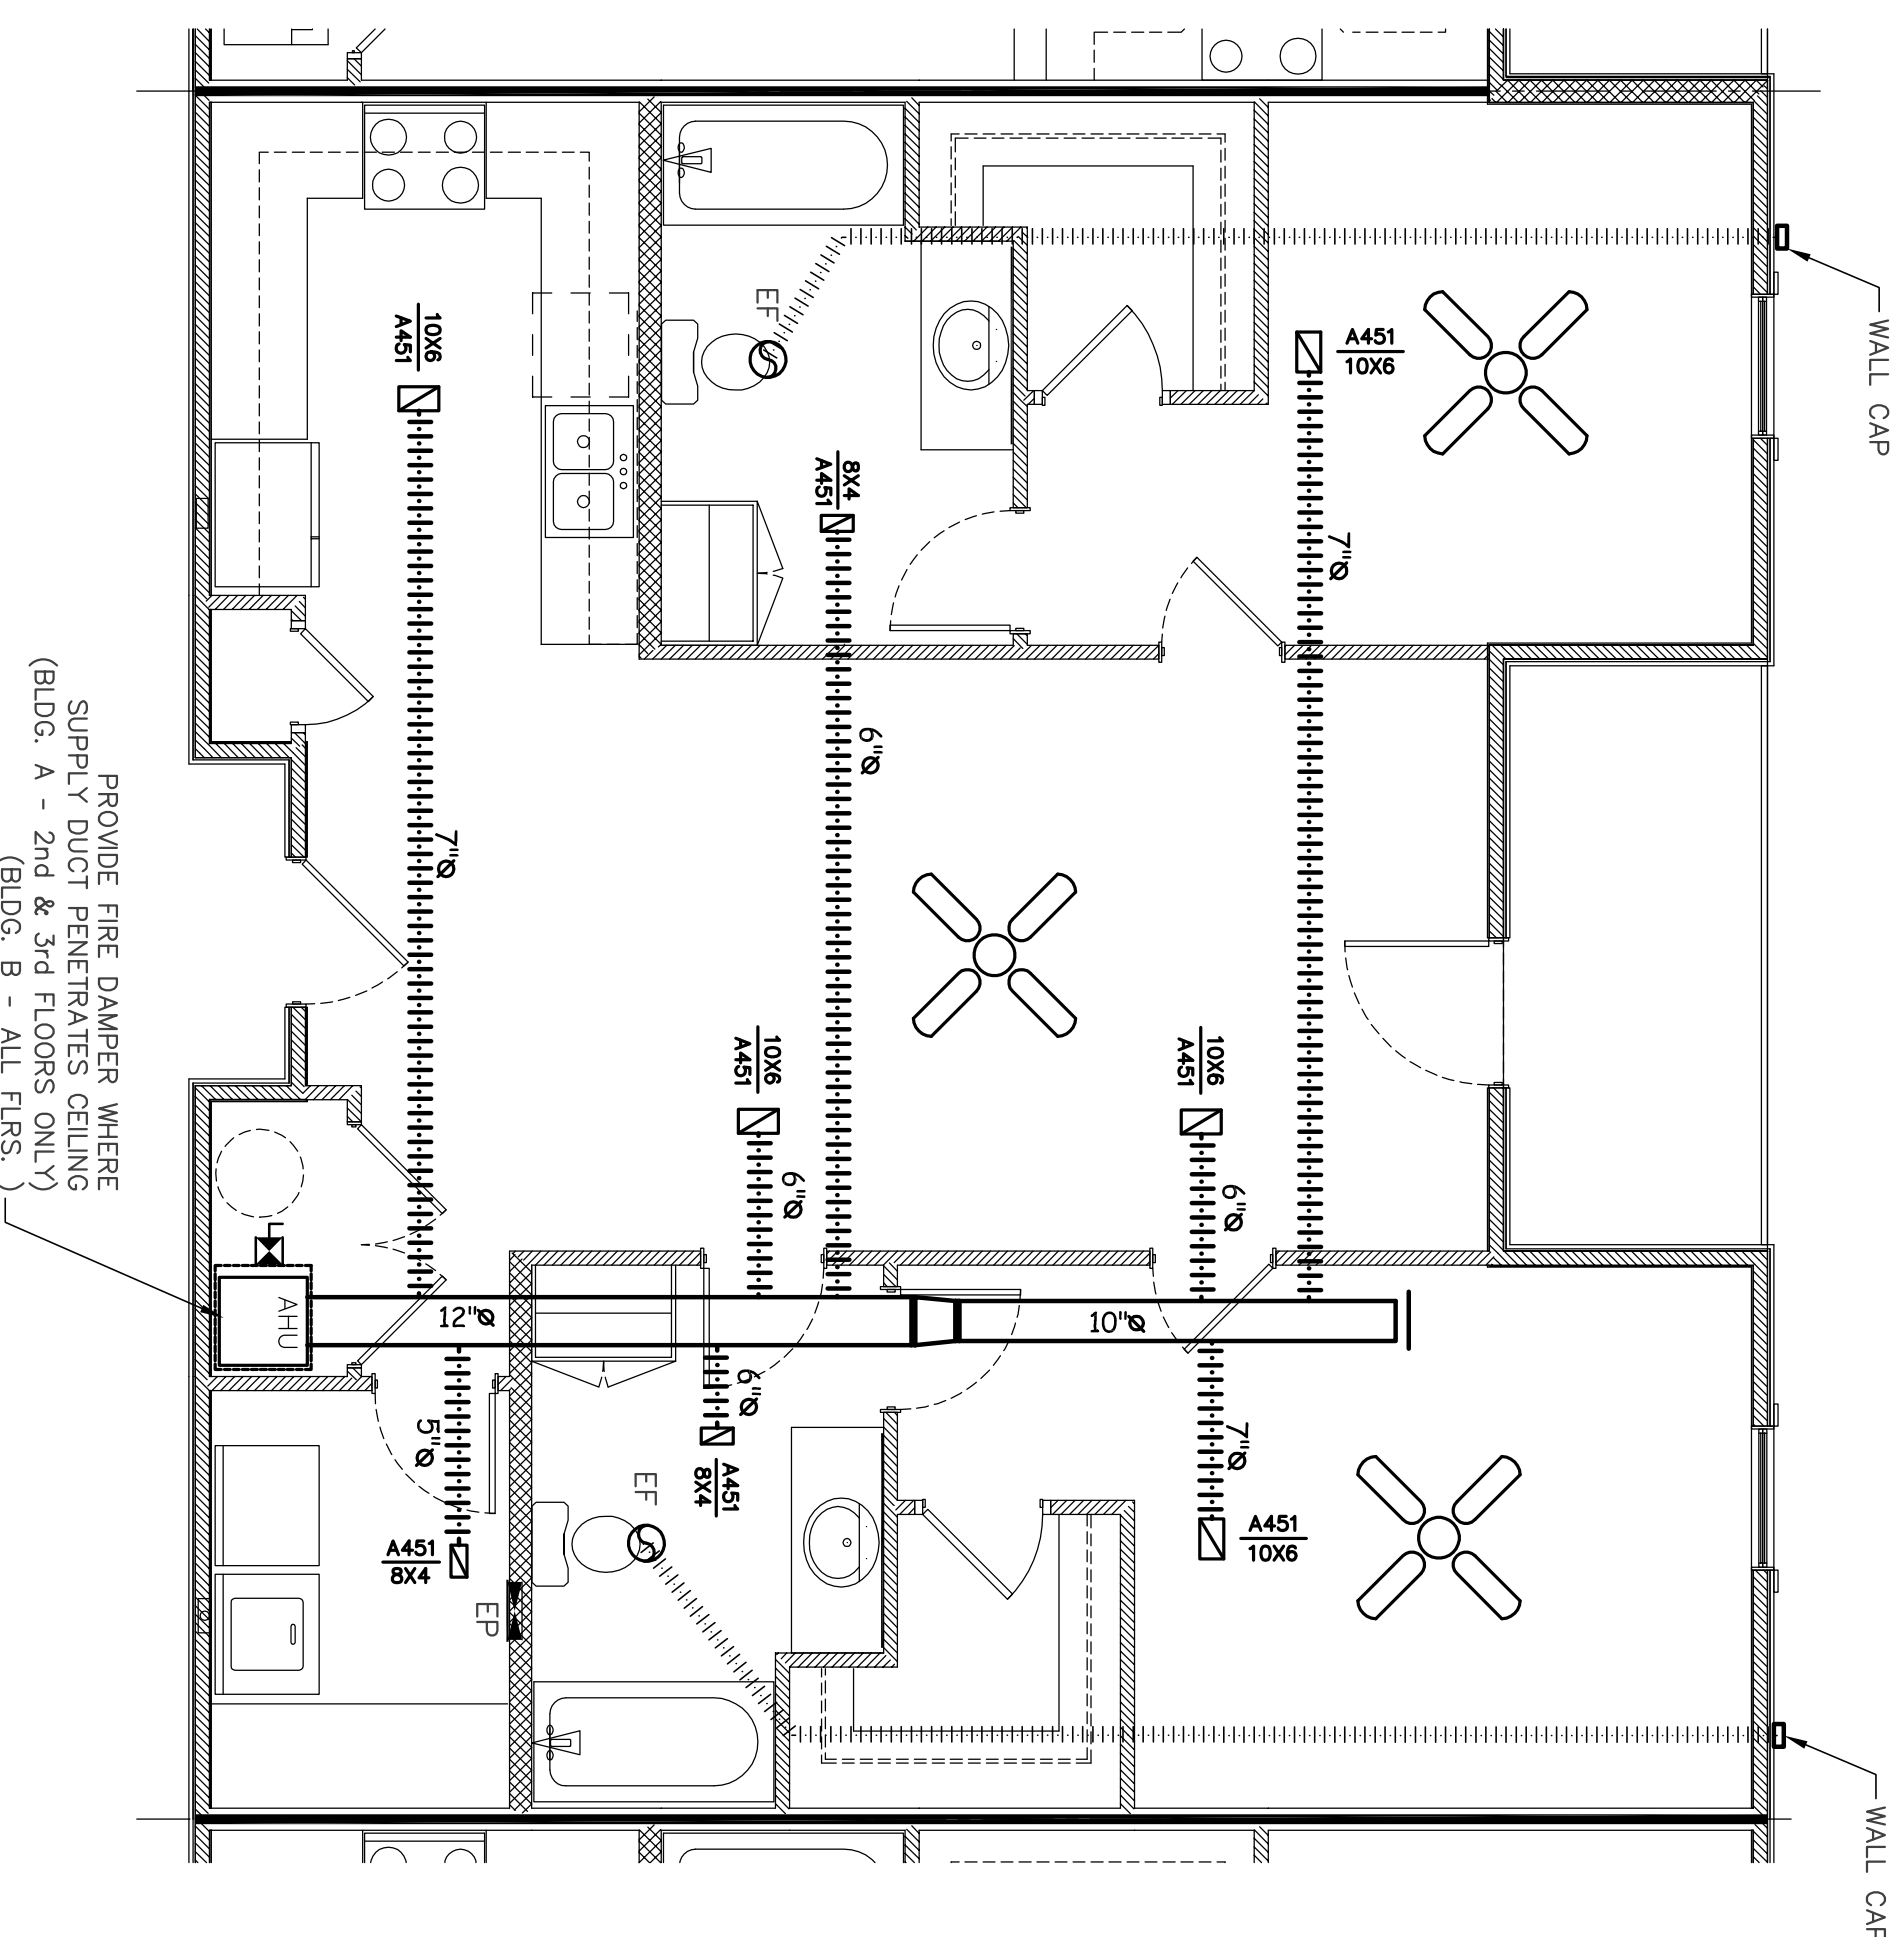 WALL CAP
A451
10X6
10X6
A451
EF
8X4
A451
7"Ø
6"Ø
7"Ø
PROVIDE FIRE DAMPER WHERE
SUPPLY DUCT PENETRATES CEILING
(BLDG. A - 2nd & 3rd FLOORS ONLY)
(BLDG. B - ALL FLRS. )
10X6
A451
10X6
A451
6"Ø
6"Ø
AHU
12"Ø
10"Ø
6"Ø
5"Ø
7"Ø
A451
8X4
EF
A451
10X6
A451
8X4
EP
WALL CAP